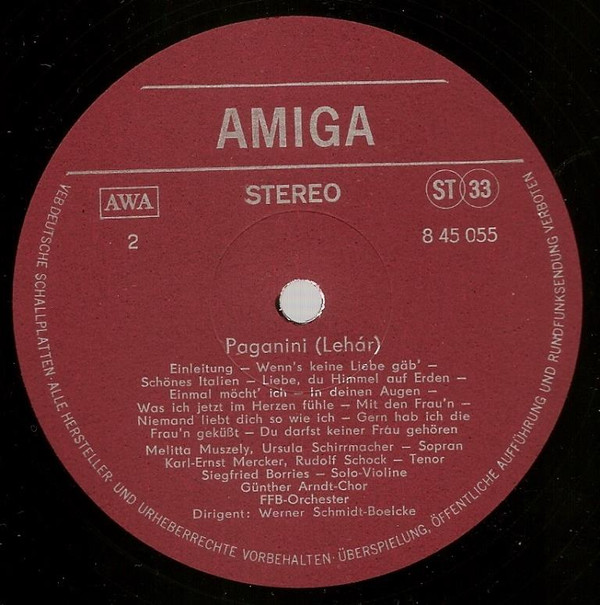 AMIGA
AWA
STEREO
ST 33
2
8 45 055
Paganini (Lehár)
Einleitung – Wenn's keine Liebe gäb' –
Schönes Italien – Liebe, du Himmel auf Erden –
Einmal möcht' ich – In deinen Augen –
Was ich jetzt im Herzen fühle – Mit den Frau'n –
Niemand liebt dich so wie ich – Gern hab ich die
Frau'n geküßt – Du darfst keiner Frau gehören
Melitta Muszely, Ursula Schirrmacher – Sopran
Karl-Ernst Mercker, Rudolf Schock – Tenor
Siegfried Borries – Solo-Violine
Günther Arndt-Chor
FFB-Orchester
Dirigent: Werner Schmidt-Boelcke
VEB DEUTSCHE SCHALLPLATTEN · ALLE HERSTELLER- UND URHEBERRECHTE VORBEHALTEN · ÜBERSPIELUNG, ÖFFENTLICHE AUFFÜHRUNG UND RUNDFUNKSENDUNG VERBOTEN